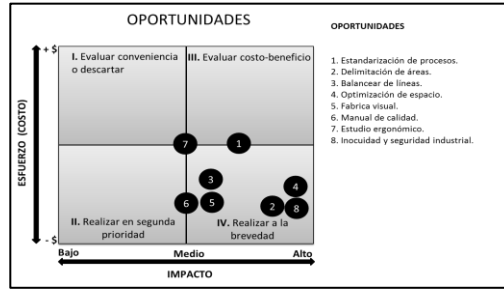 OPORTUNIDADES
+ $
I. Evaluar conveniencia
o descartar
III. Evaluar costo-beneficio
ESFUERZO (COSTO)
7
1
3
4
6
5
2
8
II. Realizar en segunda
prioridad
IV. Realizar a la
brevedad
- $
Bajo
Medio
Alto
IMPACTO
OPORTUNIDADES
1. Estandarización de procesos.
2. Delimitación de áreas.
3. Balancear de líneas.
4. Optimización de espacio.
5. Fabrica visual.
6. Manual de calidad.
7. Estudio ergonómico.
8. Inocuidad y seguridad industrial.